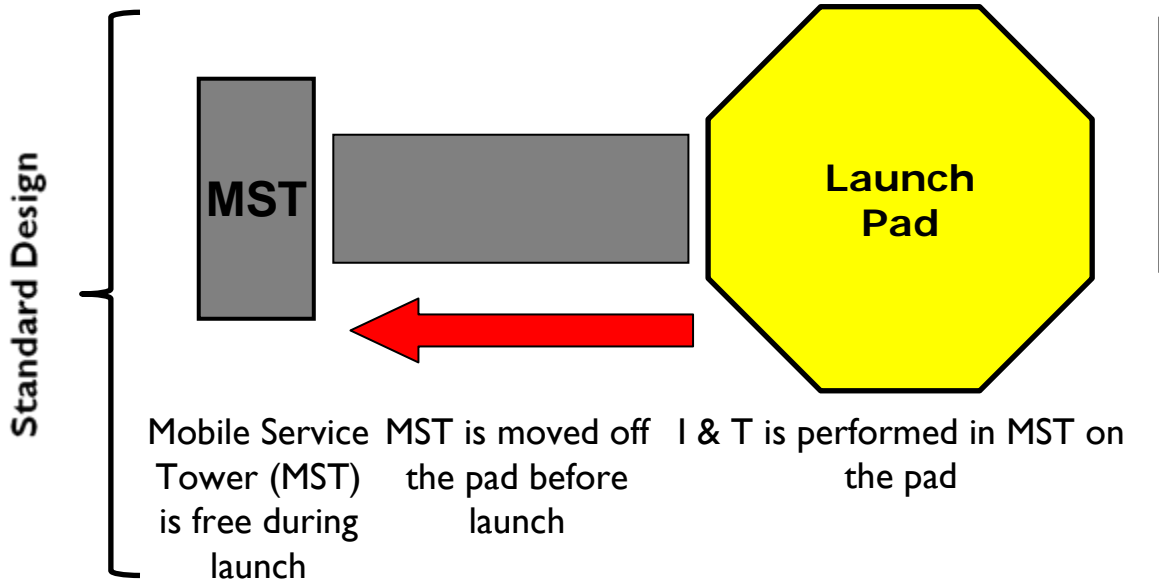 Standard Design
MST
Launch
Pad
Mobile Service
Tower (MST)
is free during
launch
MST is moved off
the pad before
launch
I & T is performed in MST on
the pad